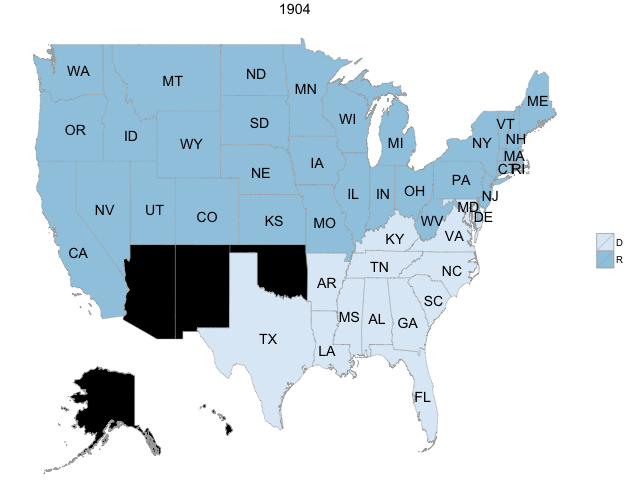 1904
WA
MT
ND
MN
ME
OR
ID
WY
SD
WI
MI
VT
NH
NY
MA
CT RI
NE
IA
PA
NJ
NV
UT
CO
KS
MO
IL
IN
OH
WV
MD
DE
VA
KY
CA
TN
NC
AR
SC
TX
LA
MS
AL
GA
FL
D
R